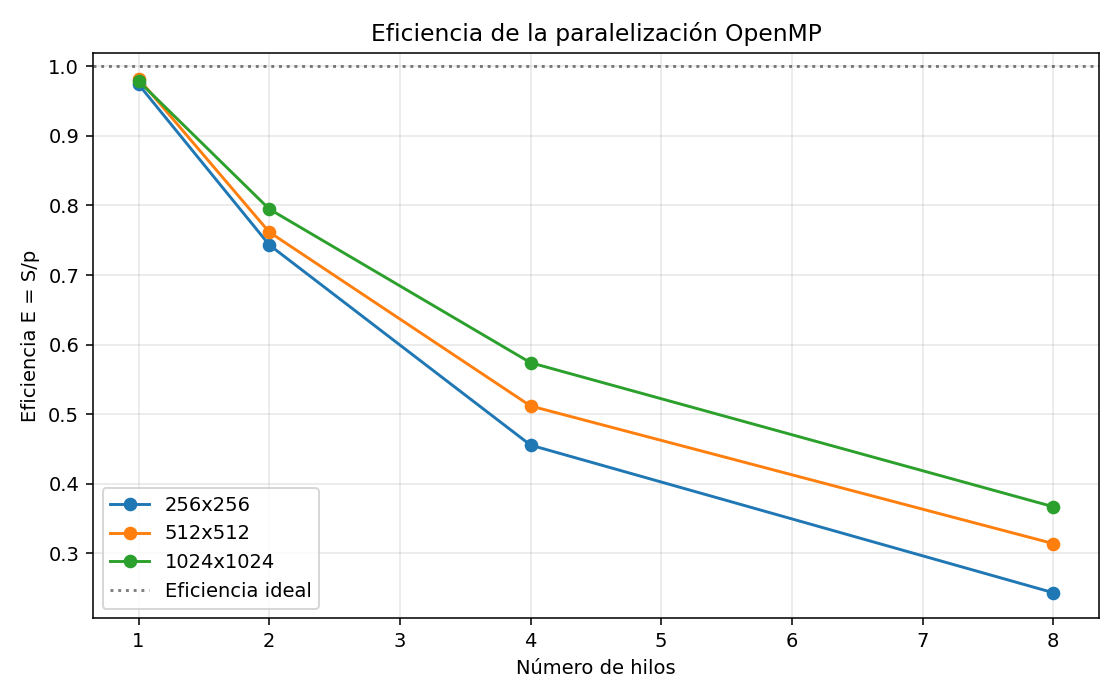 Eficiencia de la paralelización OpenMP
Eficiencia E = S/p
1.0
0.9
0.8
0.7
0.6
0.5
0.4
0.3
256x256
512x512
1024x1024
Eficiencia ideal
1 2 3 4 5 6 7 8
Número de hilos